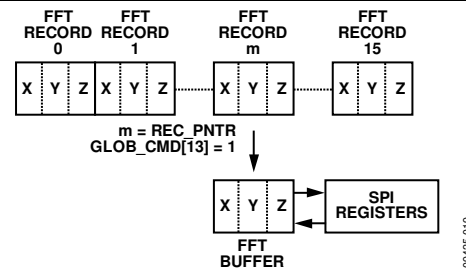 FFT RECORD 0
FFT RECORD 1
FFT RECORD m
FFT RECORD 15
X Y Z X Y Z X Y Z X Y Z
m = REC_PNTR
GLOB_CMD[13] = 1
X Y Z
SPI REGISTERS
FFT BUFFER